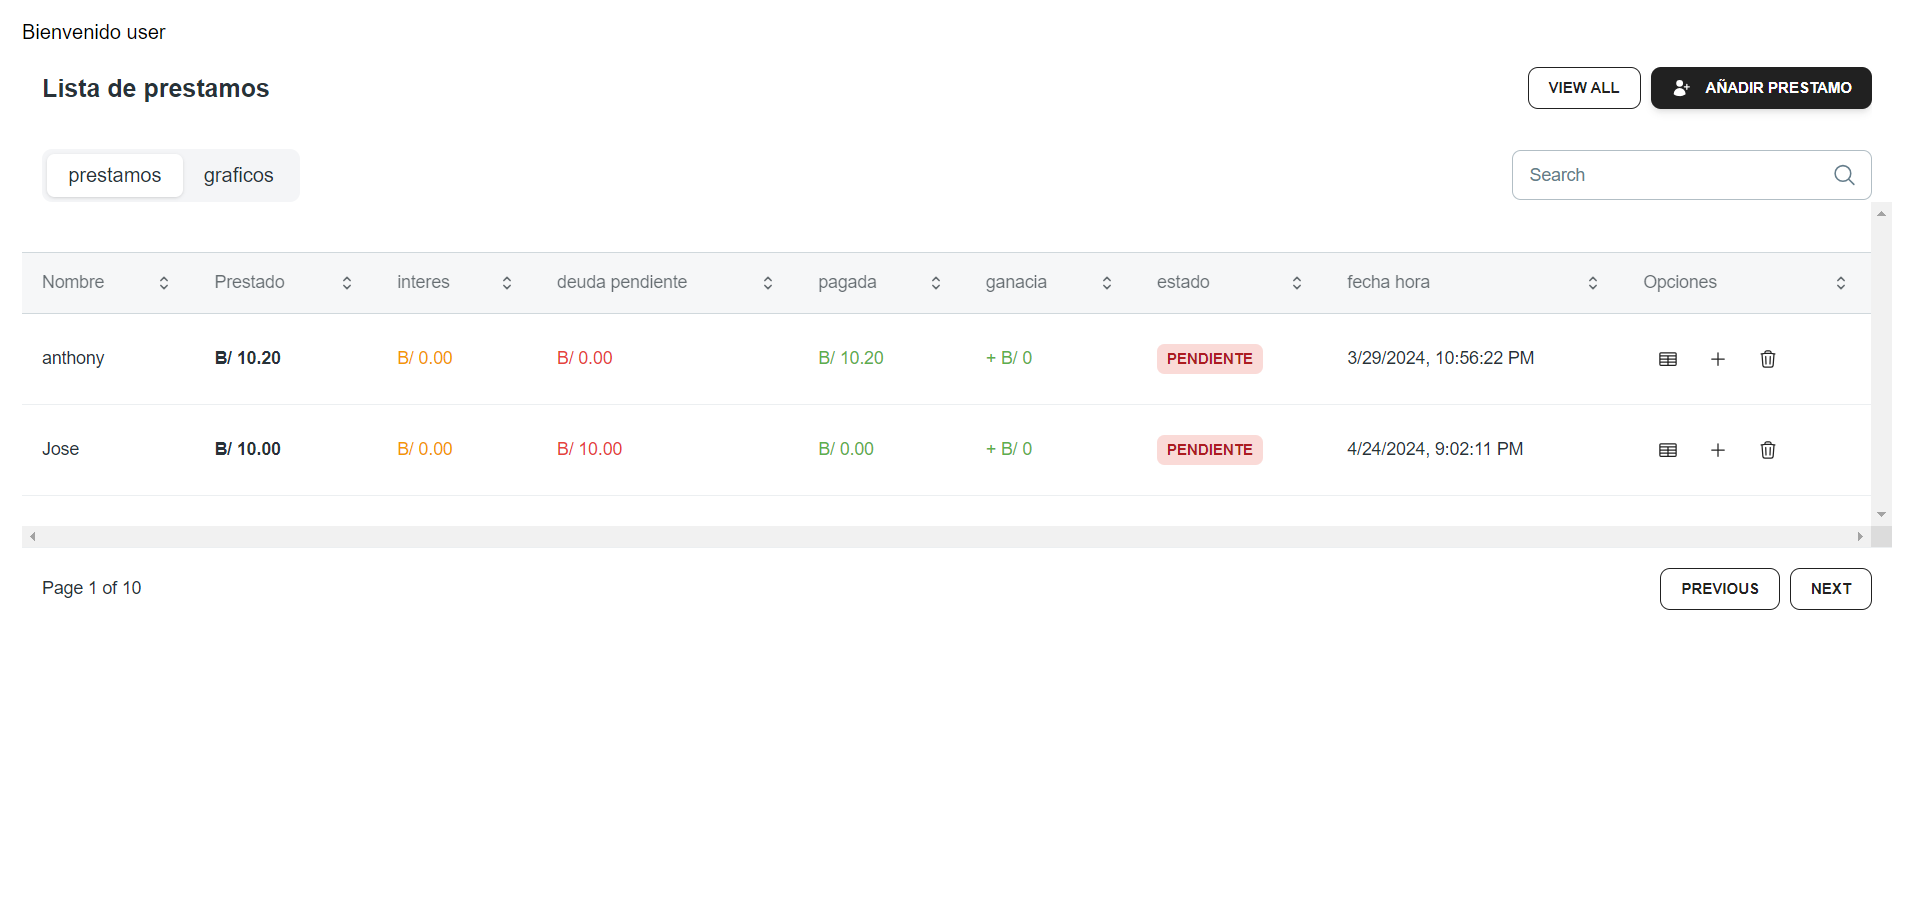 Bienvenido user
Lista de prestamos
VIEW ALL
AÑADIR PRESTAMO
prestamos graficos
Search
Nombre Prestado interes deuda pendiente pagada ganacia estado fecha hora Opciones
anthony B/ 10.20 B/ 0.00 B/ 0.00 B/ 10.20 + B/ 0 PENDIENTE 3/29/2024, 10:56:22 PM
Jose B/ 10.00 B/ 0.00 B/ 10.00 B/ 0.00 + B/ 0 PENDIENTE 4/24/2024, 9:02:11 PM
Page 1 of 10
PREVIOUS NEXT